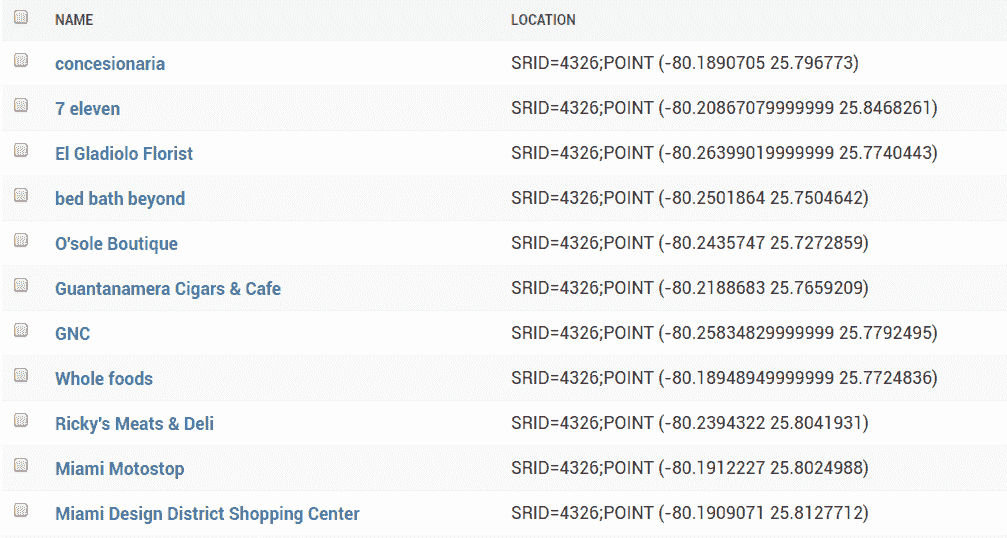 NAME LOCATION
concesionaria SRID=4326;POINT (-80.1890705 25.796773)
7 eleven SRID=4326;POINT (-80.20867079999999 25.8468261)
El Gladiolo Florist SRID=4326;POINT (-80.26399019999999 25.7740443)
bed bath beyond SRID=4326;POINT (-80.2501864 25.7504642)
O'sole Boutique SRID=4326;POINT (-80.2435747 25.7272859)
Guantanamera Cigars & Cafe SRID=4326;POINT (-80.2188683 25.7659209)
GNC SRID=4326;POINT (-80.25834829999999 25.7792495)
Whole foods SRID=4326;POINT (-80.18948949999999 25.7724836)
Ricky's Meats & Deli SRID=4326;POINT (-80.2394322 25.8041931)
Miami Motostop SRID=4326;POINT (-80.1912227 25.8024988)
Miami Design District Shopping Center SRID=4326;POINT (-80.1909071 25.8127712)